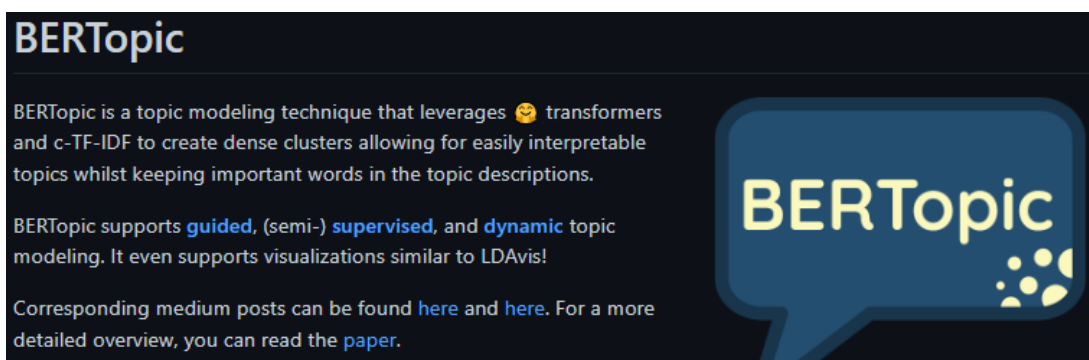 BERTopic
BERTopic is a topic modeling technique that leverages 🤗 transformers
and c-TF-IDF to create dense clusters allowing for easily interpretable
topics whilst keeping important words in the topic descriptions.
BERTopic supports guided, (semi-) supervised, and dynamic topic
modeling. It even supports visualizations similar to LDAvis!
Corresponding medium posts can be found here and here. For a more
detailed overview, you can read the paper.
BERTopic